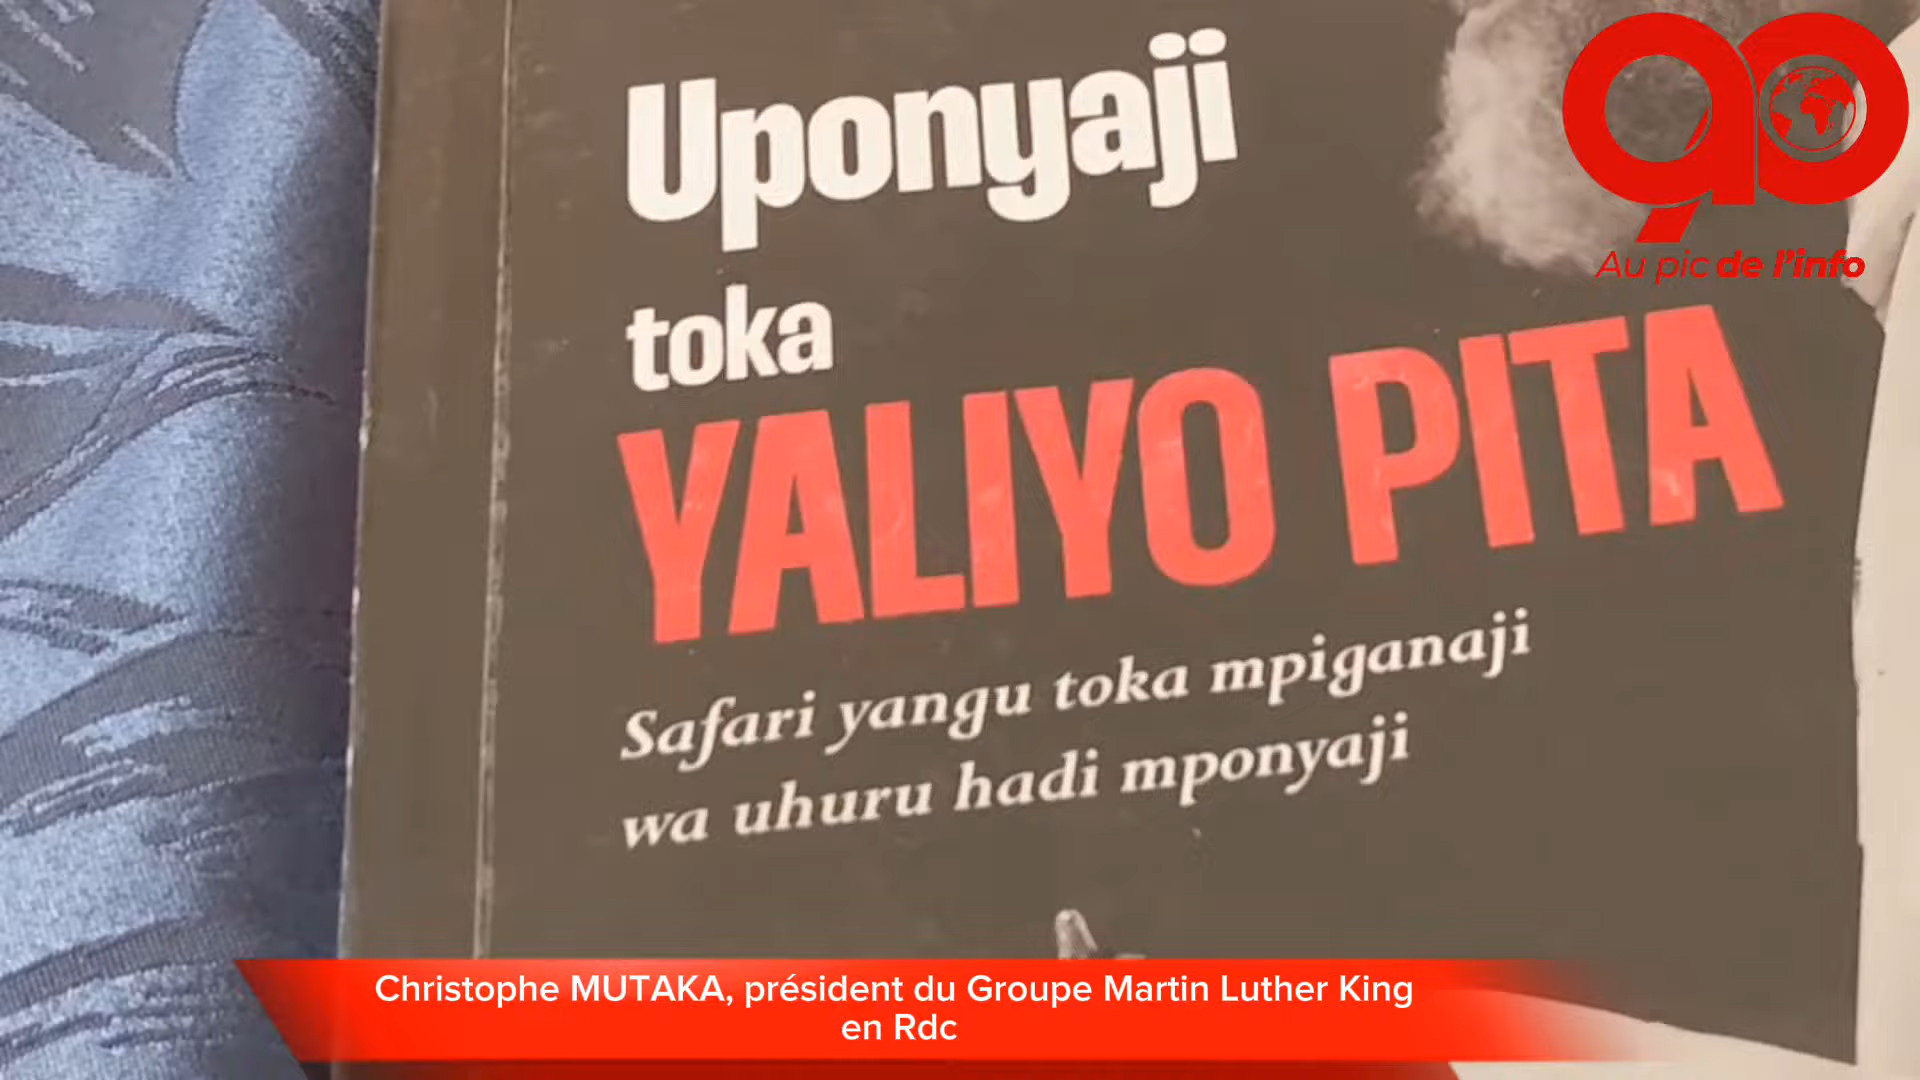 Uponyaji
toka
YALIYO PITA
Safari yangu toka mpiganaji
wa uhuru hadi mponyaji
Au pic de l'info
Christophe MUTAKA, président du Groupe Martin Luther King
en Rdc